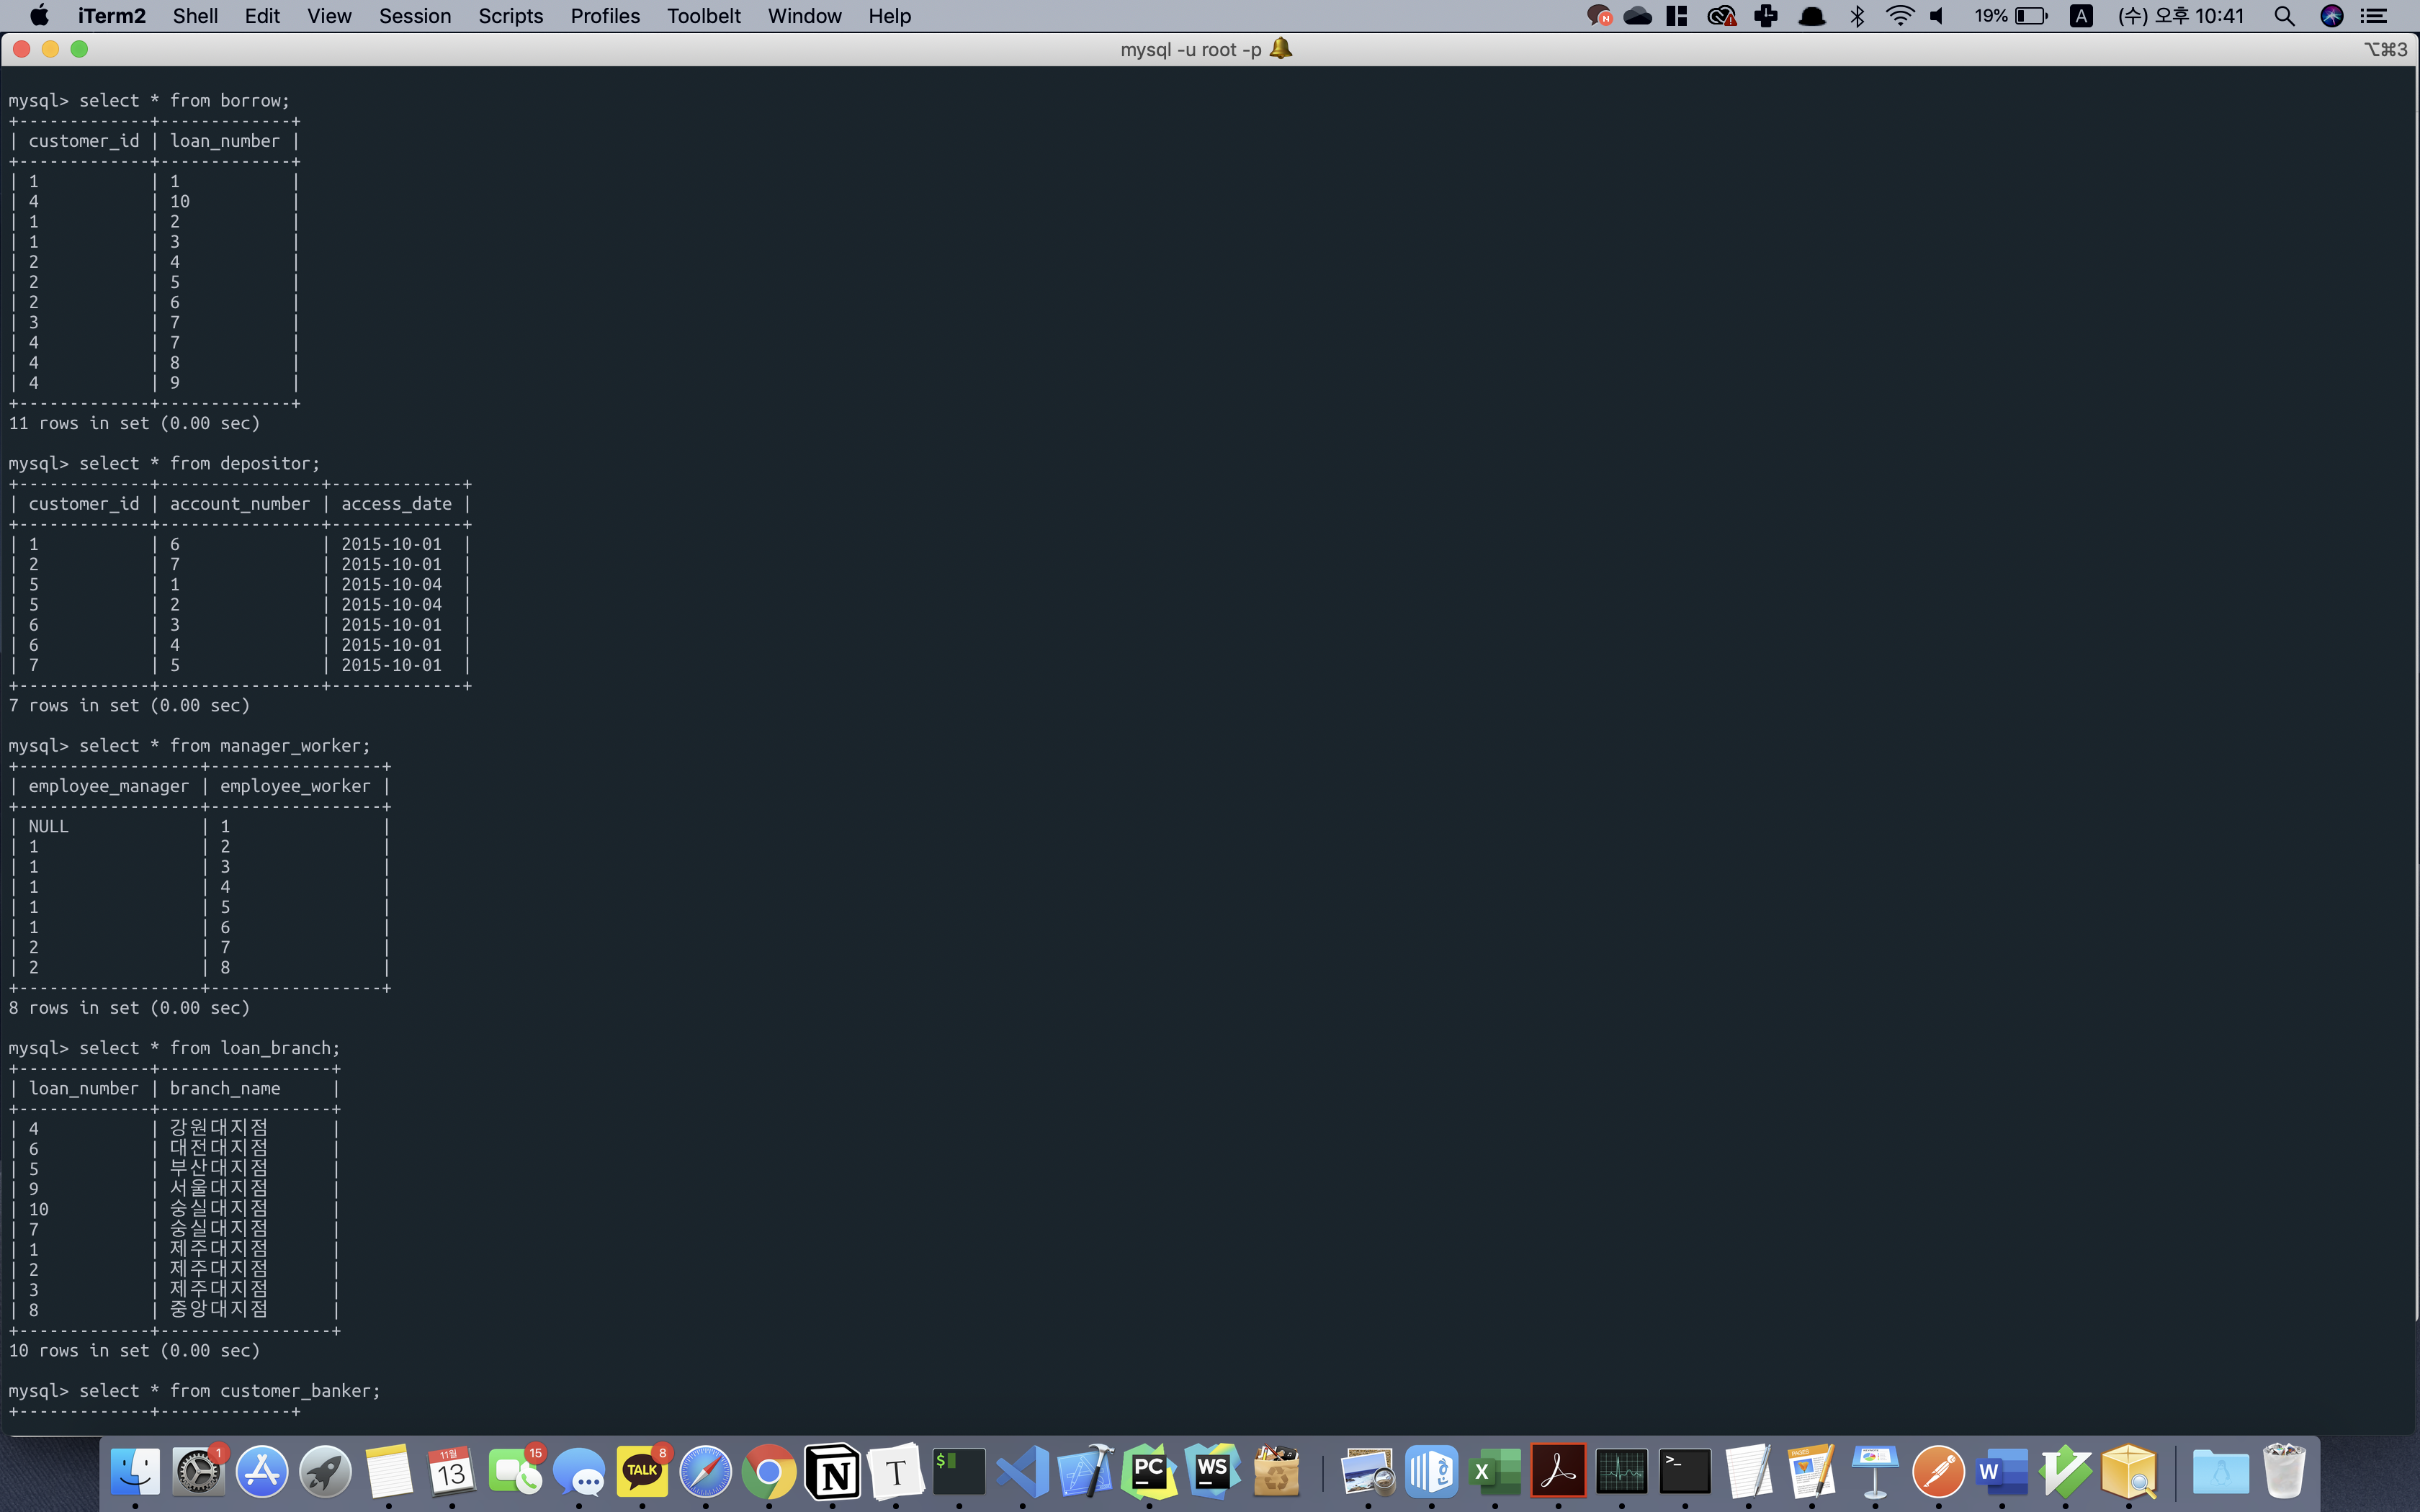 iTerm2 Shell Edit View Session Scripts Profiles Toolbelt Window Help 19% A (수) 오후 10:41
mysql -u root -p ⌥⌘3
mysql> select * from borrow;
+-------------+-------------+
| customer_id | loan_number |
+-------------+-------------+
| 1           | 1           |
| 4           | 10          |
| 1           | 2           |
| 1           | 3           |
| 2           | 4           |
| 2           | 5           |
| 2           | 6           |
| 3           | 7           |
| 4           | 7           |
| 4           | 8           |
| 4           | 9           |
+-------------+-------------+
11 rows in set (0.00 sec)
mysql> select * from depositor;
+-------------+----------------+-------------+
| customer_id | account_number | access_date |
+-------------+----------------+-------------+
| 1           | 6              | 2015-10-01  |
| 2           | 7              | 2015-10-01  |
| 5           | 1              | 2015-10-04  |
| 5           | 2              | 2015-10-04  |
| 6           | 3              | 2015-10-01  |
| 6           | 4              | 2015-10-01  |
| 7           | 5              | 2015-10-01  |
+-------------+----------------+-------------+
7 rows in set (0.00 sec)
mysql> select * from manager_worker;
+------------------+-----------------+
| employee_manager | employee_worker |
+------------------+-----------------+
| NULL             | 1               |
| 1                | 2               |
| 1                | 3               |
| 1                | 4               |
| 1                | 5               |
| 1                | 6               |
| 2                | 7               |
| 2                | 8               |
+------------------+-----------------+
8 rows in set (0.00 sec)
mysql> select * from loan_branch;
+-------------+-----------------+
| loan_number | branch_name     |
+-------------+-----------------+
| 4           | 강원대지점      |
| 6           | 대전대지점      |
| 5           | 부산대지점      |
| 9           | 서울대지점      |
| 10          | 숭실대지점      |
| 7           | 숭실대지점      |
| 1           | 제주대지점      |
| 2           | 제주대지점      |
| 3           | 제주대지점      |
| 8           | 중앙대지점      |
+-------------+-----------------+
10 rows in set (0.00 sec)
mysql> select * from customer_banker;
+-------------+-------------+
1 11월 13 15 TALK 8 N T $ PC WS X >_ PAGES W